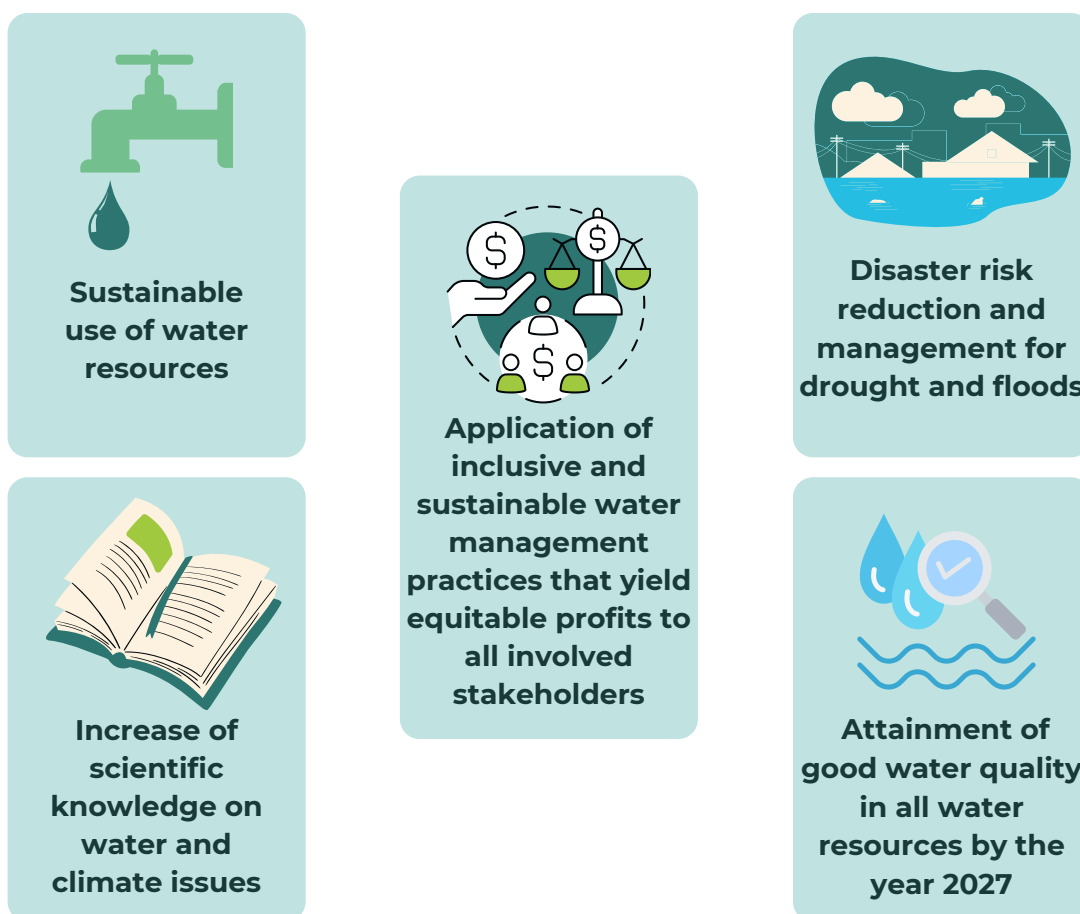 Sustainable
use of water
resources
Increase of
scientific
knowledge on
water and
climate issues
$
$
$
Application of
inclusive and
sustainable water
management
practices that yield
equitable profits to
all involved
stakeholders
Disaster risk
reduction and
management for
drought and floods
Attainment of
good water quality
in all water
resources by the
year 2027